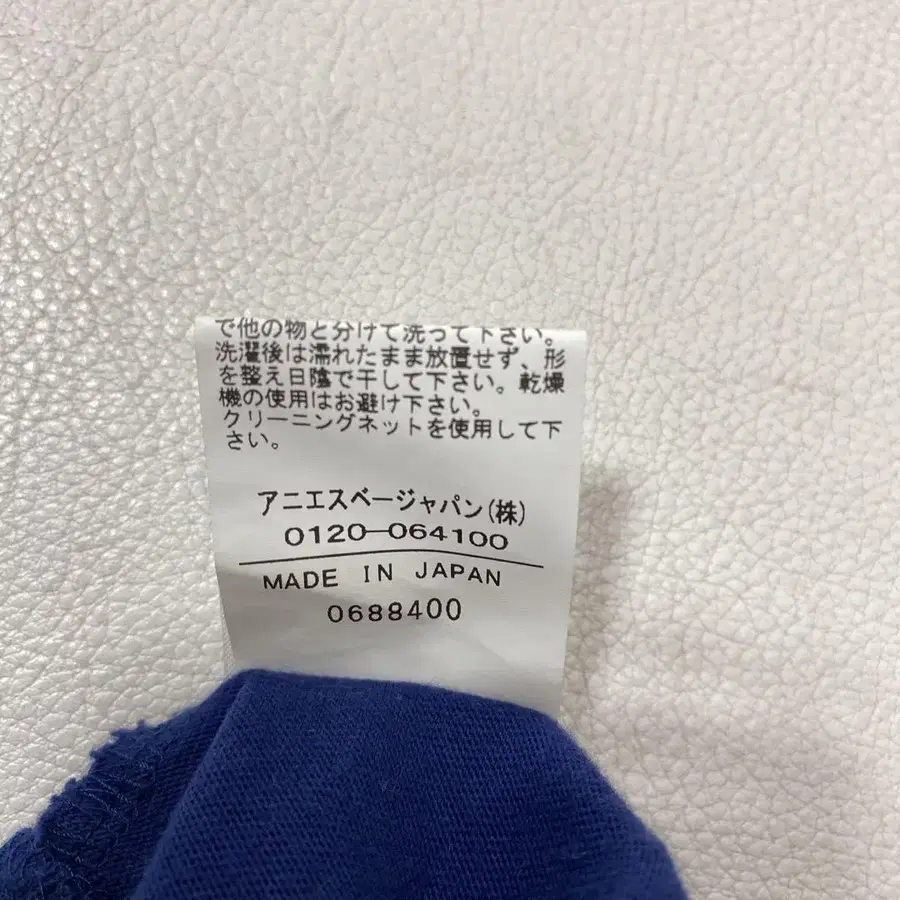 で他の物と分けて洗って下さい。
洗濯後は濡れたまま放置せず、形
を整え日陰で干して下さい。乾燥
機の使用はお避け下さい。
クリーニングネットを使用して下
さい。
アニエスベージャパン(株)
0120-064100
MADE IN JAPAN
0688400